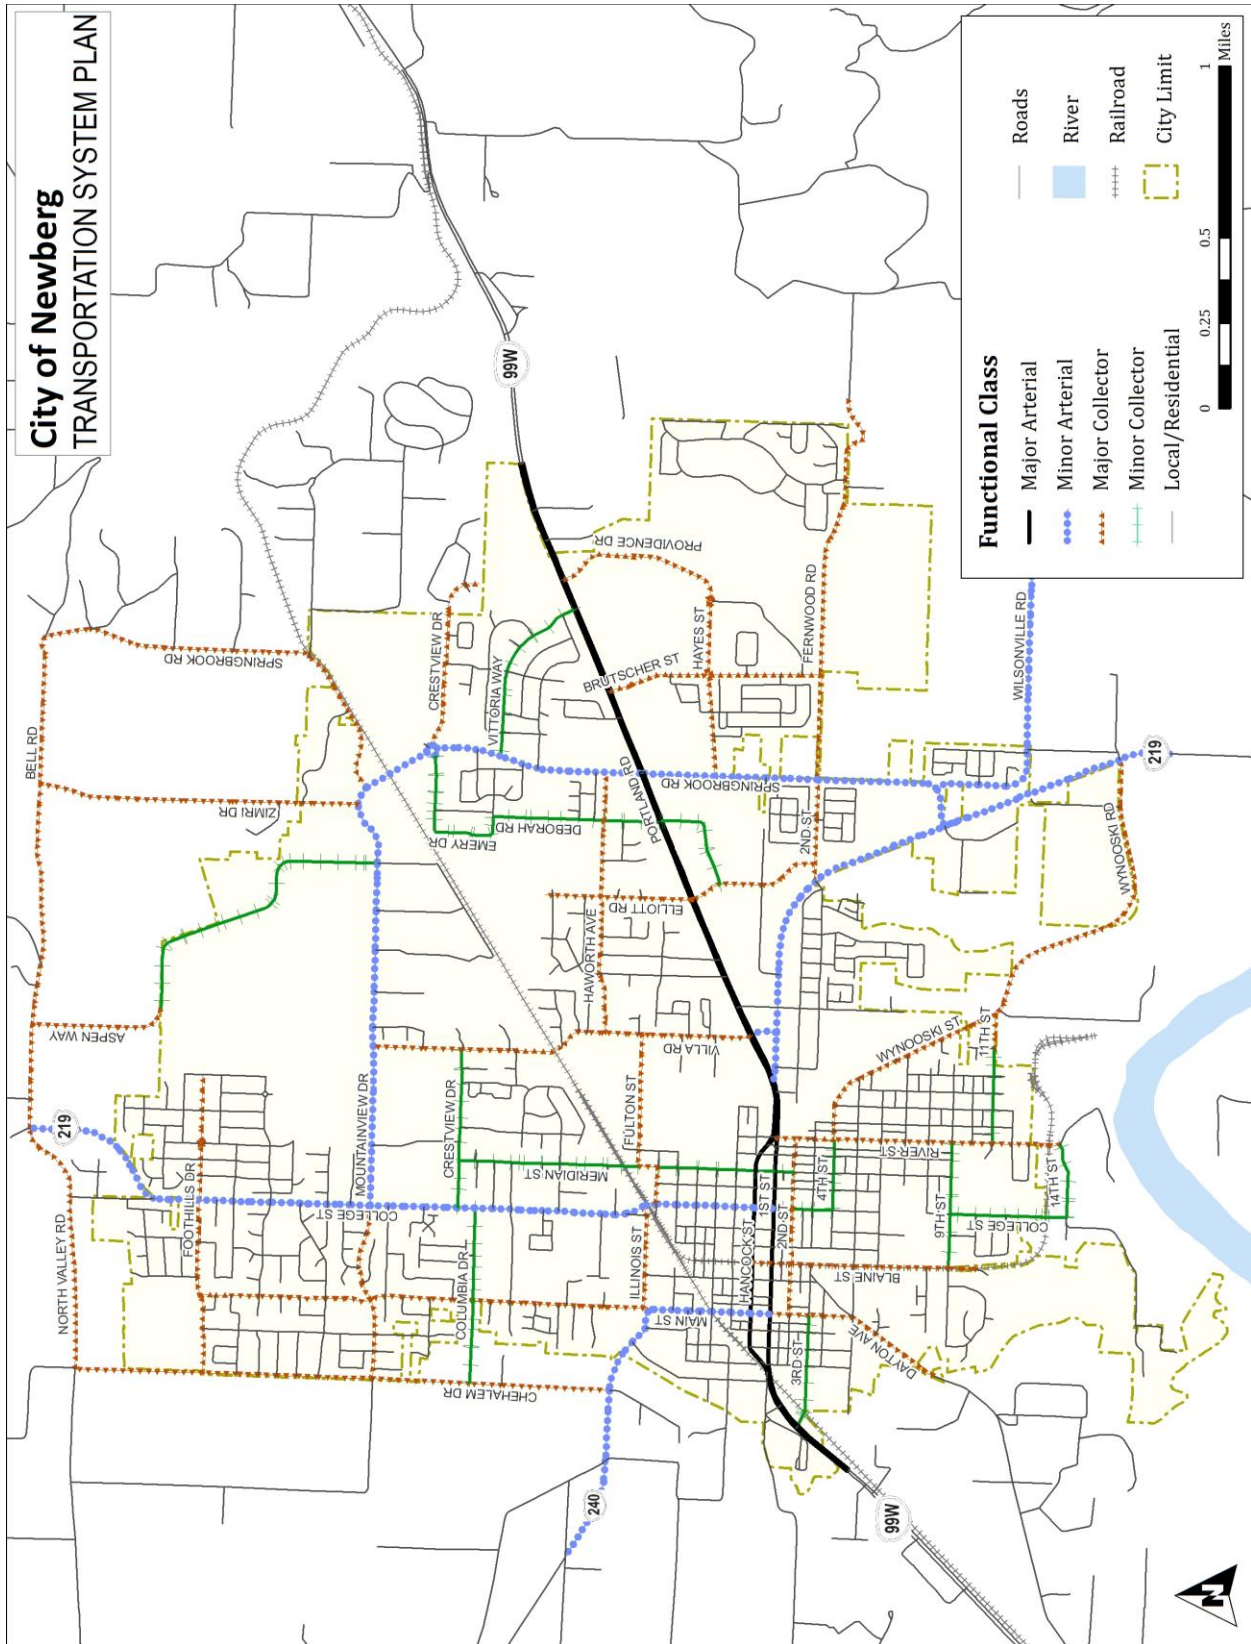 City of Newberg
TRANSPORTATION SYSTEM PLAN
99W
BELL RD
SPRINGBROOK RD
ZIMRI DR
ASPEN WAY
219
NORTH VALLEY RD
FOOTHILLS DR
MOUNTAINVIEW DR
COLLEGE ST
CRESTVIEW DR
VITTORIA WAY
EMERY DR
DEBORAH RD
PROVIDENCE DR
HAYES ST
BRUTSCHER ST
FERNWOOD RD
PORTLAND RD
SPRINGBROOK RD
ELLIOTT RD
HAWORTH AVE
2ND ST
WILSONVILLE RD
219
WYNOOSKI RD
VILLA RD
FULTON ST
CRESTVIEW DR
MERIDIAN ST
COLUMBIA DR
CHEHALEM DR
ILLINOIS ST
MAIN ST
240
HANCOCK ST
1ST ST
2ND ST
3RD ST
4TH ST
WYNOOSKI ST
11TH ST
RIVER ST
9TH ST
14TH ST
COLLEGE ST
BLAINE ST
DAYTON AVE
99W
N
Functional Class
Major Arterial
Minor Arterial
Major Collector
Minor Collector
Local/Residential
Roads
River
Railroad
City Limit
0 0.25 0.5 1
Miles